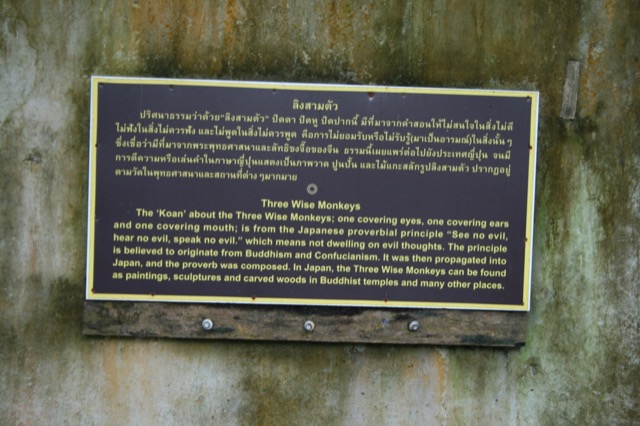 ลิงสามตัว
ปริศนาธรรมว่าด้วย“ลิงสามตัว” ปิดตา ปิดหู ปิดปากนี้ มีที่มาจากคำสอนให้ไม่สนใจในสิ่งไม่ดี
ไม่ฟังในสิ่งไม่ควรฟัง และไม่พูดในสิ่งไม่ควรพูด คือการไม่ยอมรับหรือไม่รับรู้(มาเป็นอารมณ์)ในสิ่งนั้น ๆ
ซึ่งเชื่อว่ามีที่มาจากพระพุทธศาสนาและลัทธิขงจื๊อของจีน ธรรมนี้เผยแพร่ต่อไปยังประเทศญี่ปุ่น จนมี
การตีความหรือเล่นคำในภาษาญี่ปุ่นแสดงเป็นภาพวาด ปูนปั้น และไม้แกะสลักรูปลิงสามตัว ปรากฏอยู่
ตามวัดในพุทธศาสนาและสถานที่ต่าง ๆมากมาย
Three Wise Monkeys
The ‘Koan’ about the Three Wise Monkeys; one covering eyes, one covering ears
and one covering mouth; is from the Japanese proverbial principle “See no evil,
hear no evil, speak no evil.” which means not dwelling on evil thoughts. The principle
is believed to originate from Buddhism and Confucianism. It was then propagated into
Japan, and the proverb was composed. In Japan, the Three Wise Monkeys can be found
as paintings, sculptures and carved woods in Buddhist temples and many other places.